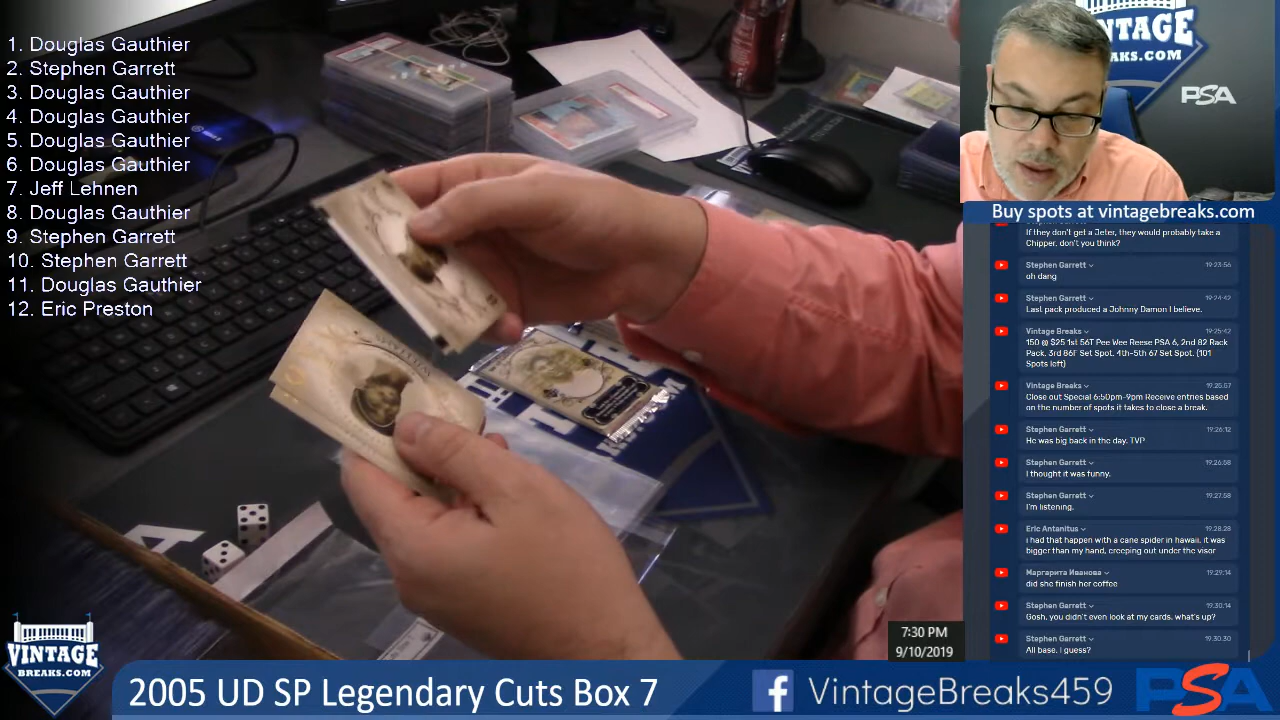 1. Douglas Gauthier
2. Stephen Garrett
3. Douglas Gauthier
4. Douglas Gauthier
5. Douglas Gauthier
6. Douglas Gauthier
7. Jeff Lehnen
8. Douglas Gauthier
9. Stephen Garrett
10. Stephen Garrett
11. Douglas Gauthier
12. Eric Preston
VINTAGE
BREAKS.COM
PSA
Buy spots at vintagebreaks.com
If they don't get a Jeter, they would probably take a
Chipper, don't you think?
Stephen Garrett 19:23:56
oh dang
Stephen Garrett 19:24:42
Last pack produced a Johnny Damon I believe.
Vintage Breaks 19:25:42
150 @ $25 1st 56T Pee Wee Reese PSA 6, 2nd 82 Rack
Pack, 3rd 86F Set Spot, 4th-5th 67 Set Spot. (101
Spots left)
Vintage Breaks 19:25:57
Close out Special 6:50pm-9pm Receive entries based
on the number of spots it takes to close a break.
Stephen Garrett 19:26:12
He was big back in the day. TVP
Stephen Garrett 19:26:58
I thought it was funny.
Stephen Garrett 19:27:58
I'm listening.
Eric Antanitus 19:28:28
i had that happen with a cane spider in hawaii. it was
bigger than my hand, creeping out under the visor
Маргарита Иванова 19:29:14
did she finish her coffee
Stephen Garrett 19:30:14
Gosh, you didn't even look at my cards, what's up?
Stephen Garrett 19:30:30
All base, I guess?
7:30 PM
9/10/2019
VINTAGE
BREAKS.COM
2005 UD SP Legendary Cuts Box 7
VintageBreaks459
PSA